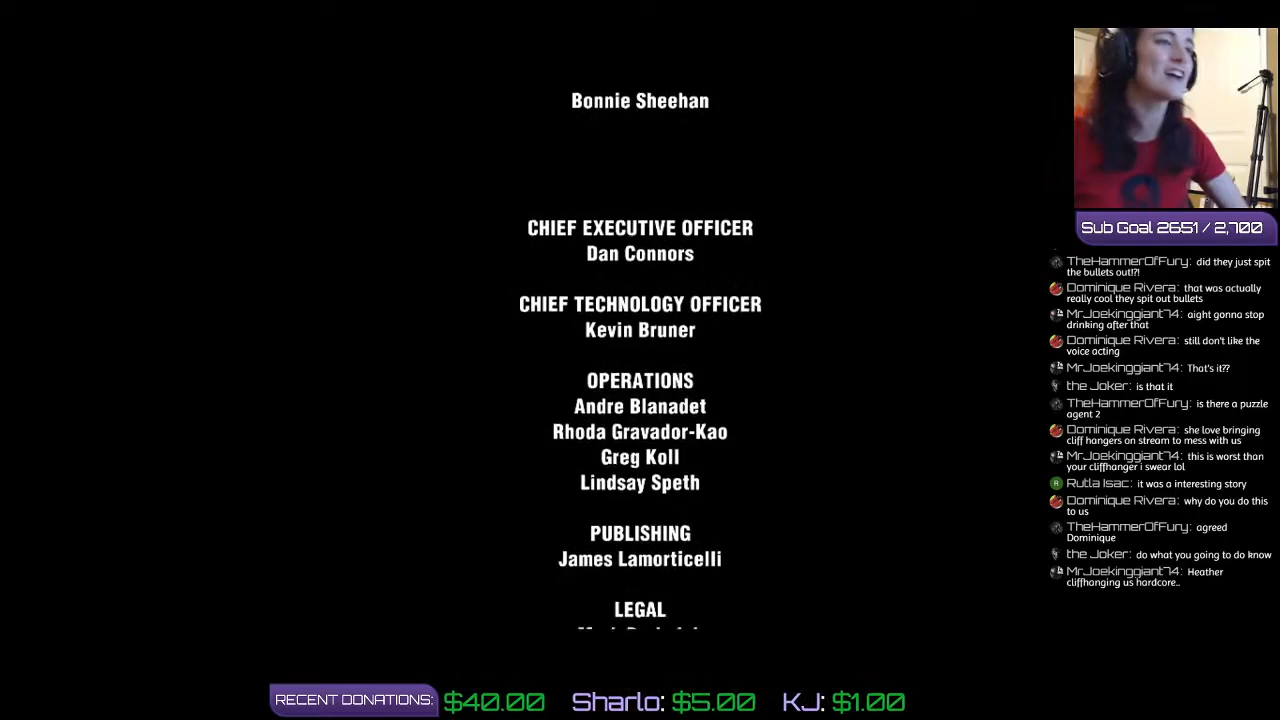 Bonnie Sheehan
CHIEF EXECUTIVE OFFICER
Dan Connors
CHIEF TECHNOLOGY OFFICER
Kevin Bruner
OPERATIONS
Andre Blanadet
Rhoda Gravador-Kao
Greg Koll
Lindsay Speth
PUBLISHING
James Lamorticelli
LEGAL
Sub Goal 2651 / 2,700
TheHammerOfFury: did they just spit
the bullets out!?!
Dominique Rivera: that was actually
really cool they spit out bullets
MrJoekinggiant74: aight gonna stop
drinking after that
Dominique Rivera: still don't like the
voice acting
MrJoekinggiant74: That's it??
the Joker: is that it
TheHammerOfFury: is there a puzzle
agent 2
Dominique Rivera: she love bringing
cliff hangers on stream to mess with us
MrJoekinggiant74: this is worst than
your cliffhanger i swear lol
Rutla Isac: it was a interesting story
Dominique Rivera: why do you do this
to us
TheHammerOfFury: agreed
Dominique
the Joker: do what you going to do know
MrJoekinggiant74: Heather
cliffhanging us hardcore..
RECENT DONATIONS: $40.00 Sharlo: $5.00 KJ: $1.00